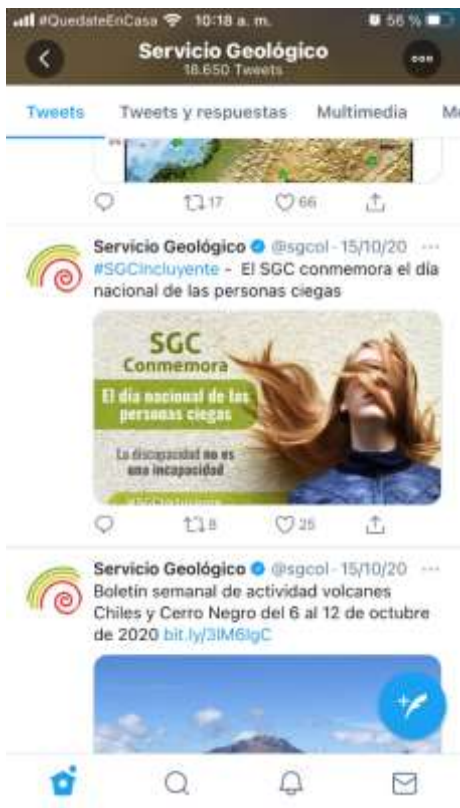 #QuedateEnCasa 10:18 a. m. 56 %
Servicio Geológico
18.650 Tweets
Tweets Tweets y respuestas Multimedia M
17 66
Servicio Geológico @sgcol · 15/10/20
#SGCIncluyente - El SGC conmemora el día
nacional de las personas ciegas
SGC
Conmemora
El día nacional de las
personas ciegas
La discapacidad no es
una incapacidad
#SGCIncluyente
8 25
Servicio Geológico @sgcol · 15/10/20
Boletín semanal de actividad volcanes
Chiles y Cerro Negro del 6 al 12 de octubre
de 2020 bit.ly/3lM6IgC